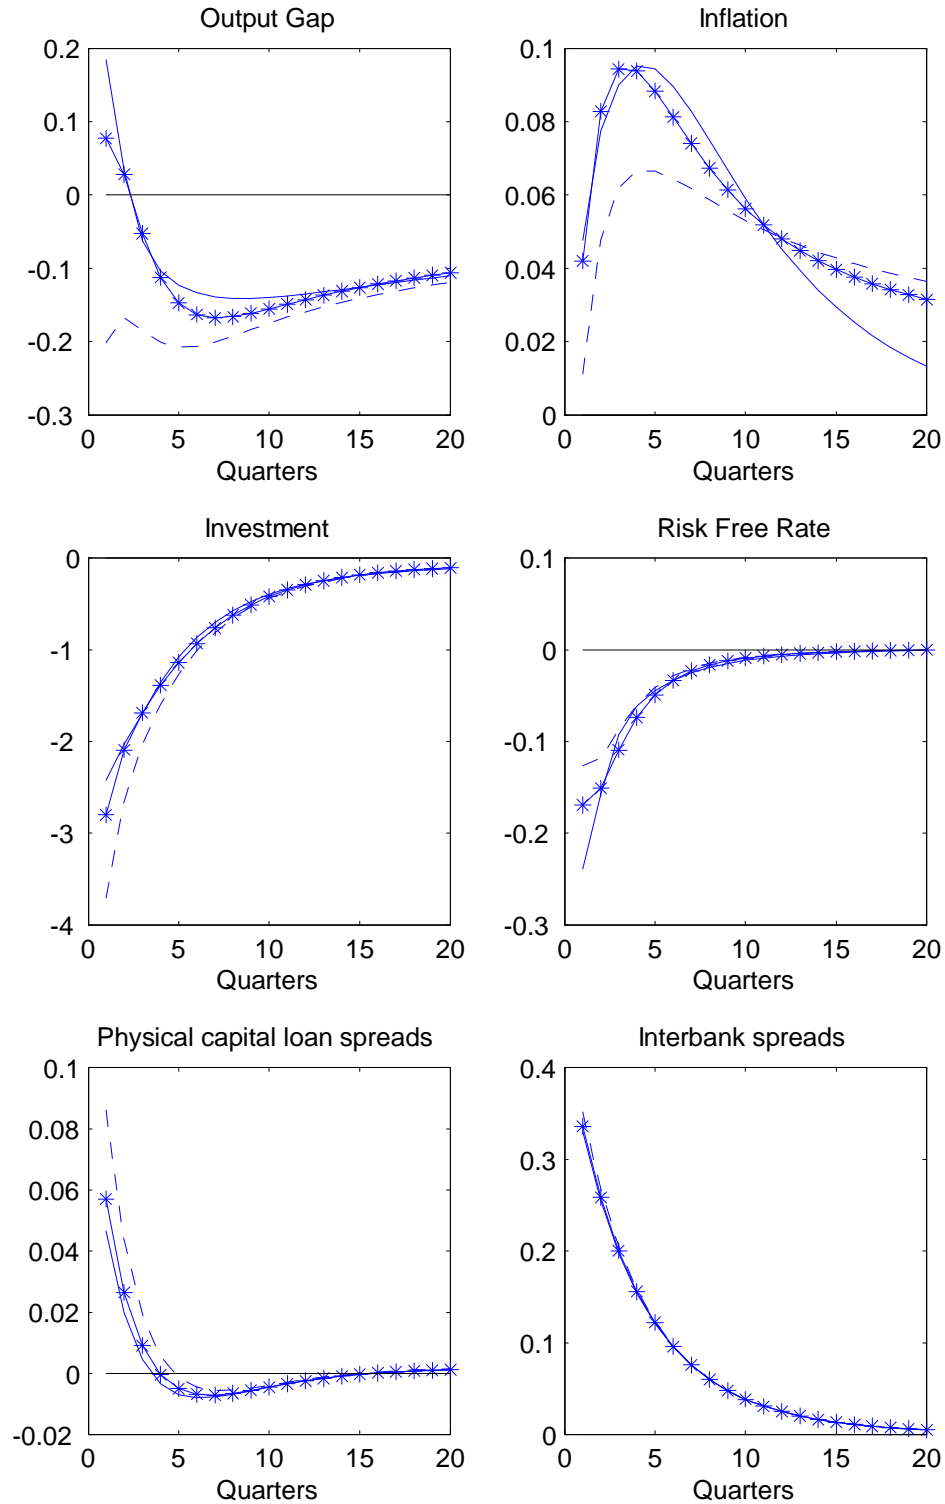 Output Gap
0.2
0.1
0
-0.1
-0.2
-0.3
0 5 10 15 20
Quarters
Inflation
0.1
0.08
0.06
0.04
0.02
0
0 5 10 15 20
Quarters
Investment
0
-1
-2
-3
-4
0 5 10 15 20
Quarters
Risk Free Rate
0.1
0
-0.1
-0.2
-0.3
0 5 10 15 20
Quarters
Physical capital loan spreads
0.1
0.08
0.06
0.04
0.02
0
-0.02
0 5 10 15 20
Quarters
Interbank spreads
0.4
0.3
0.2
0.1
0
0 5 10 15 20
Quarters